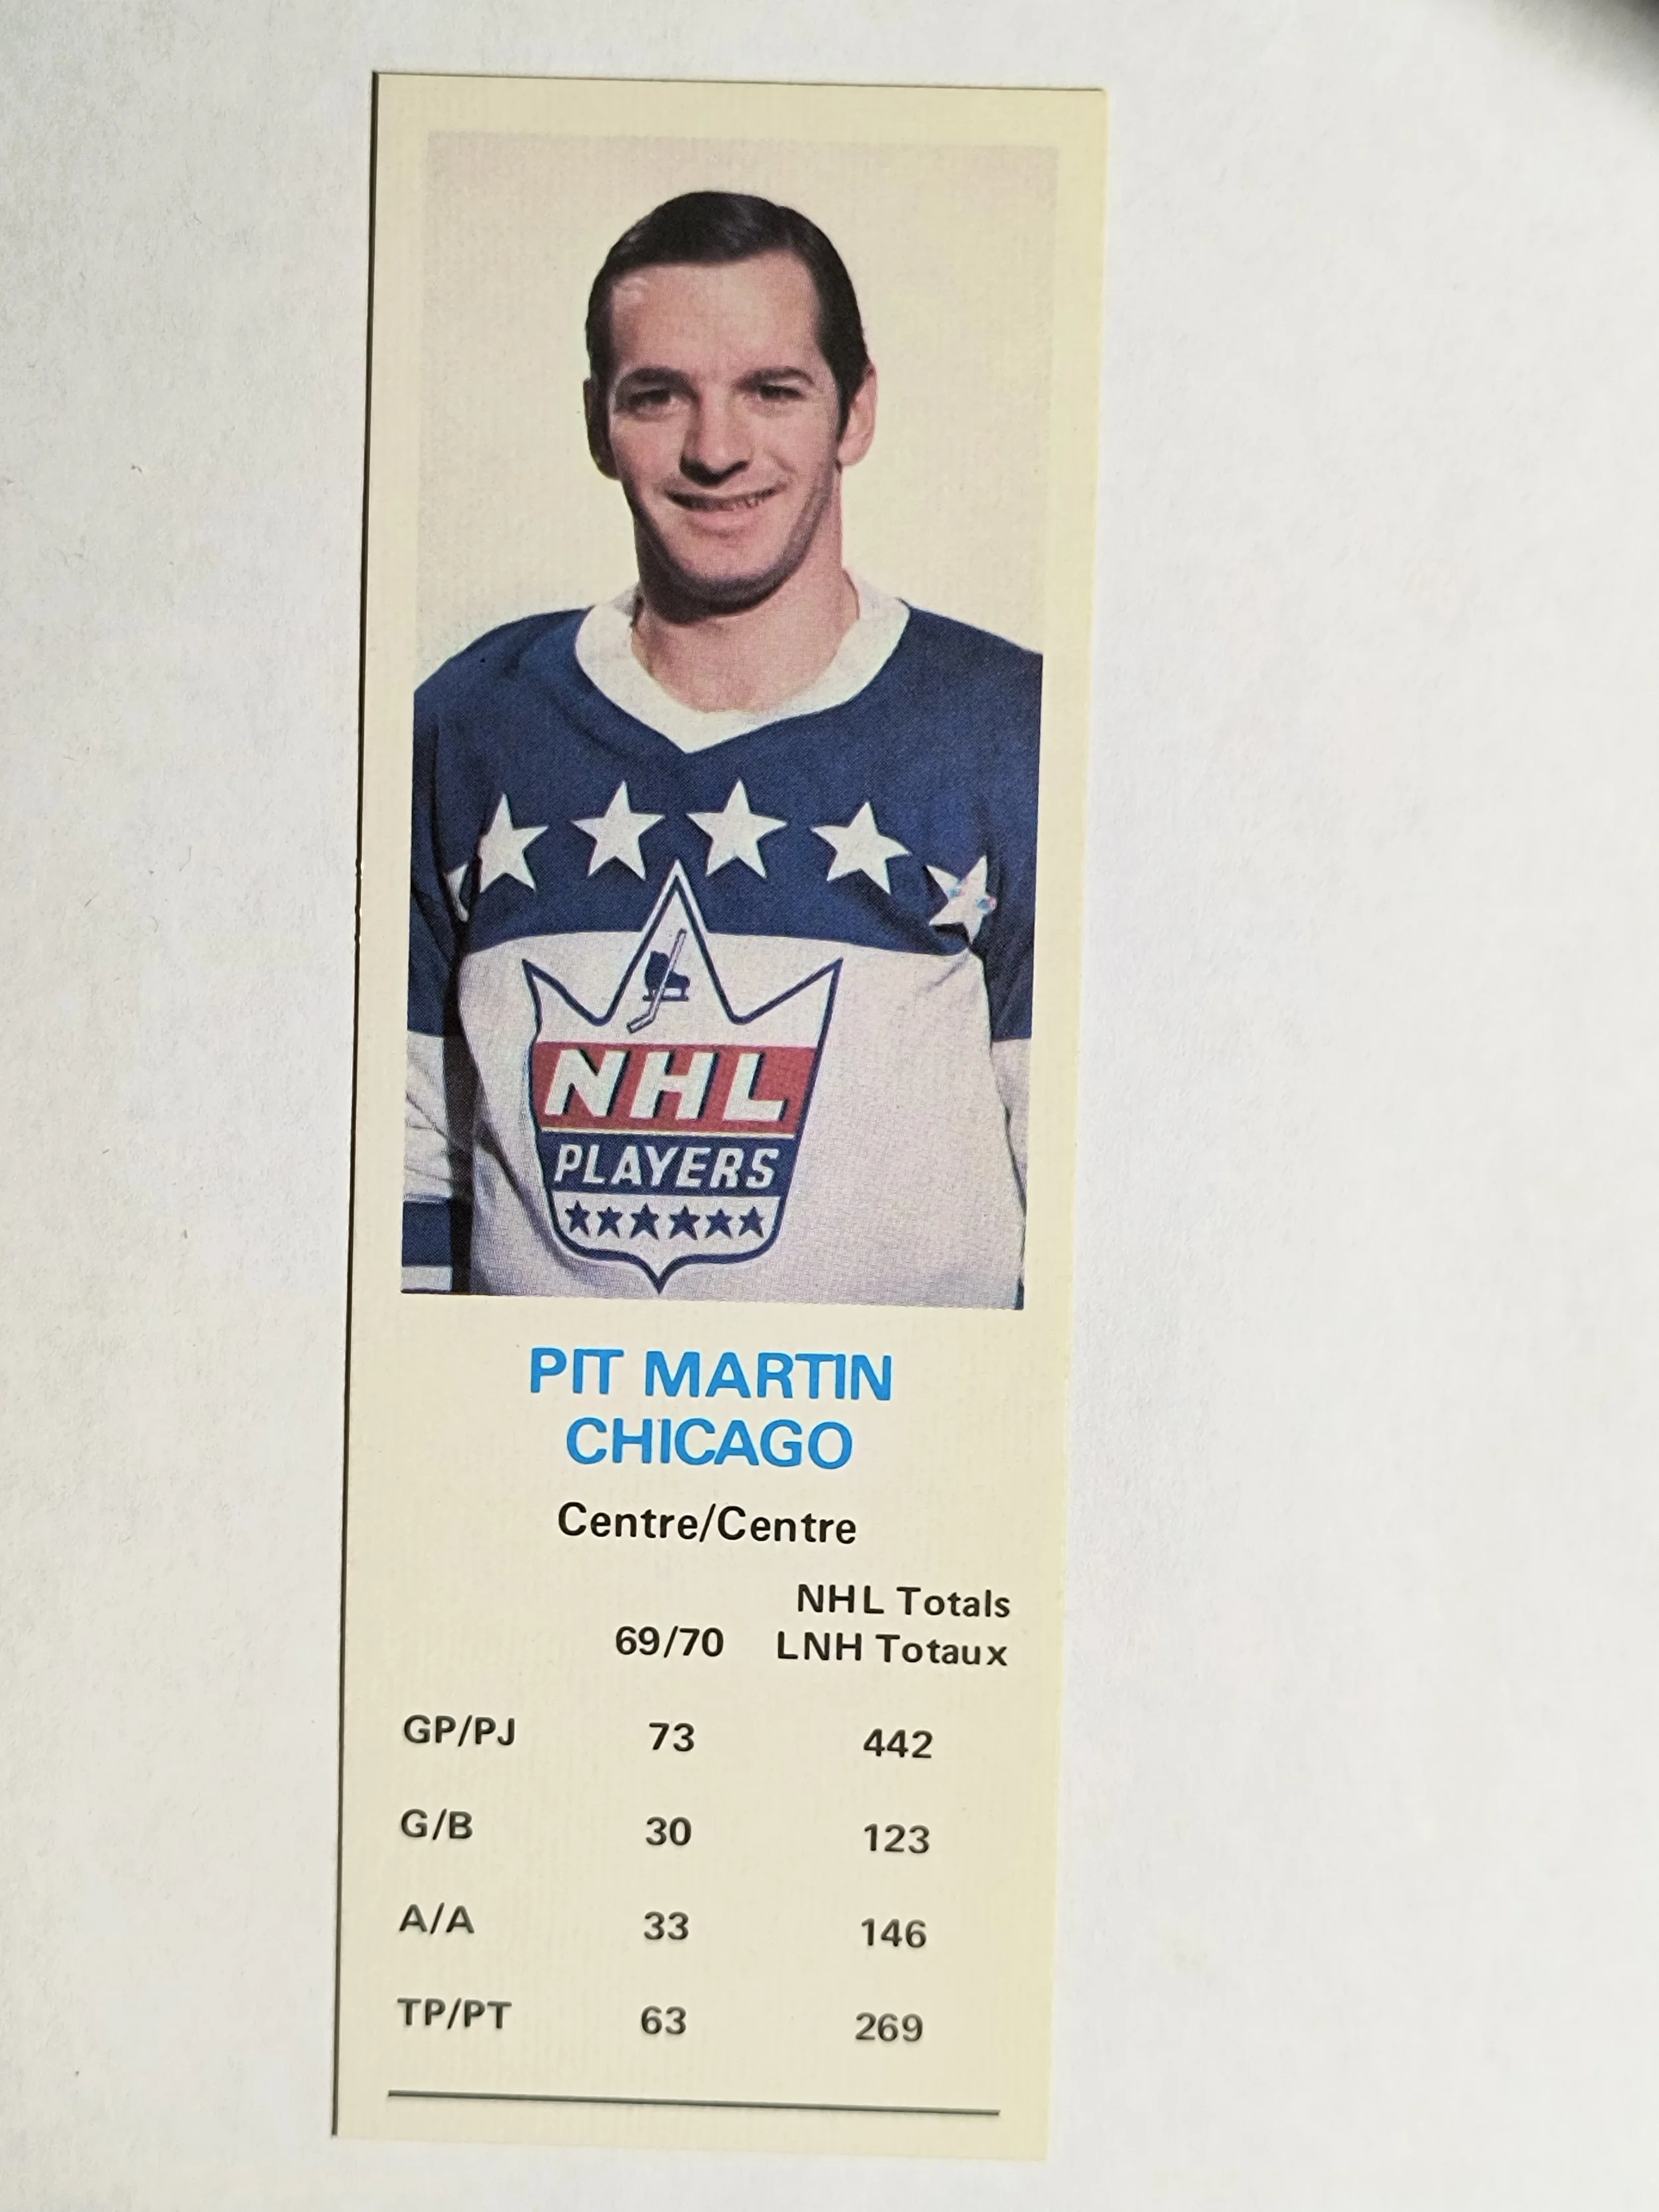 NHL
PLAYERS
PIT MARTIN
CHICAGO
Centre/Centre
NHL Totals
69/70 LNH Totaux
GP/PJ 73 442
G/B 30 123
A/A 33 146
TP/PT 63 269